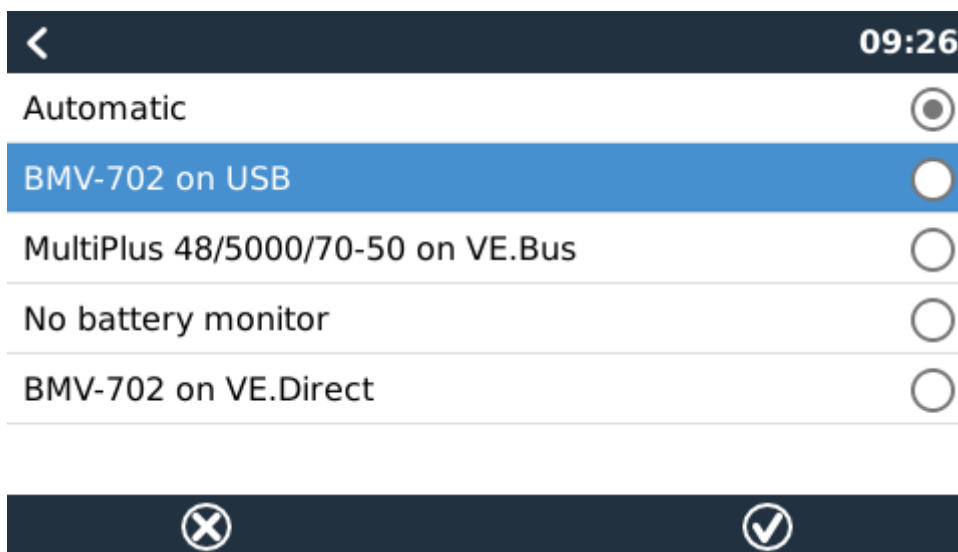 09:26
Automatic
BMV-702 on USB
MultiPlus 48/5000/70-50 on VE.Bus
No battery monitor
BMV-702 on VE.Direct